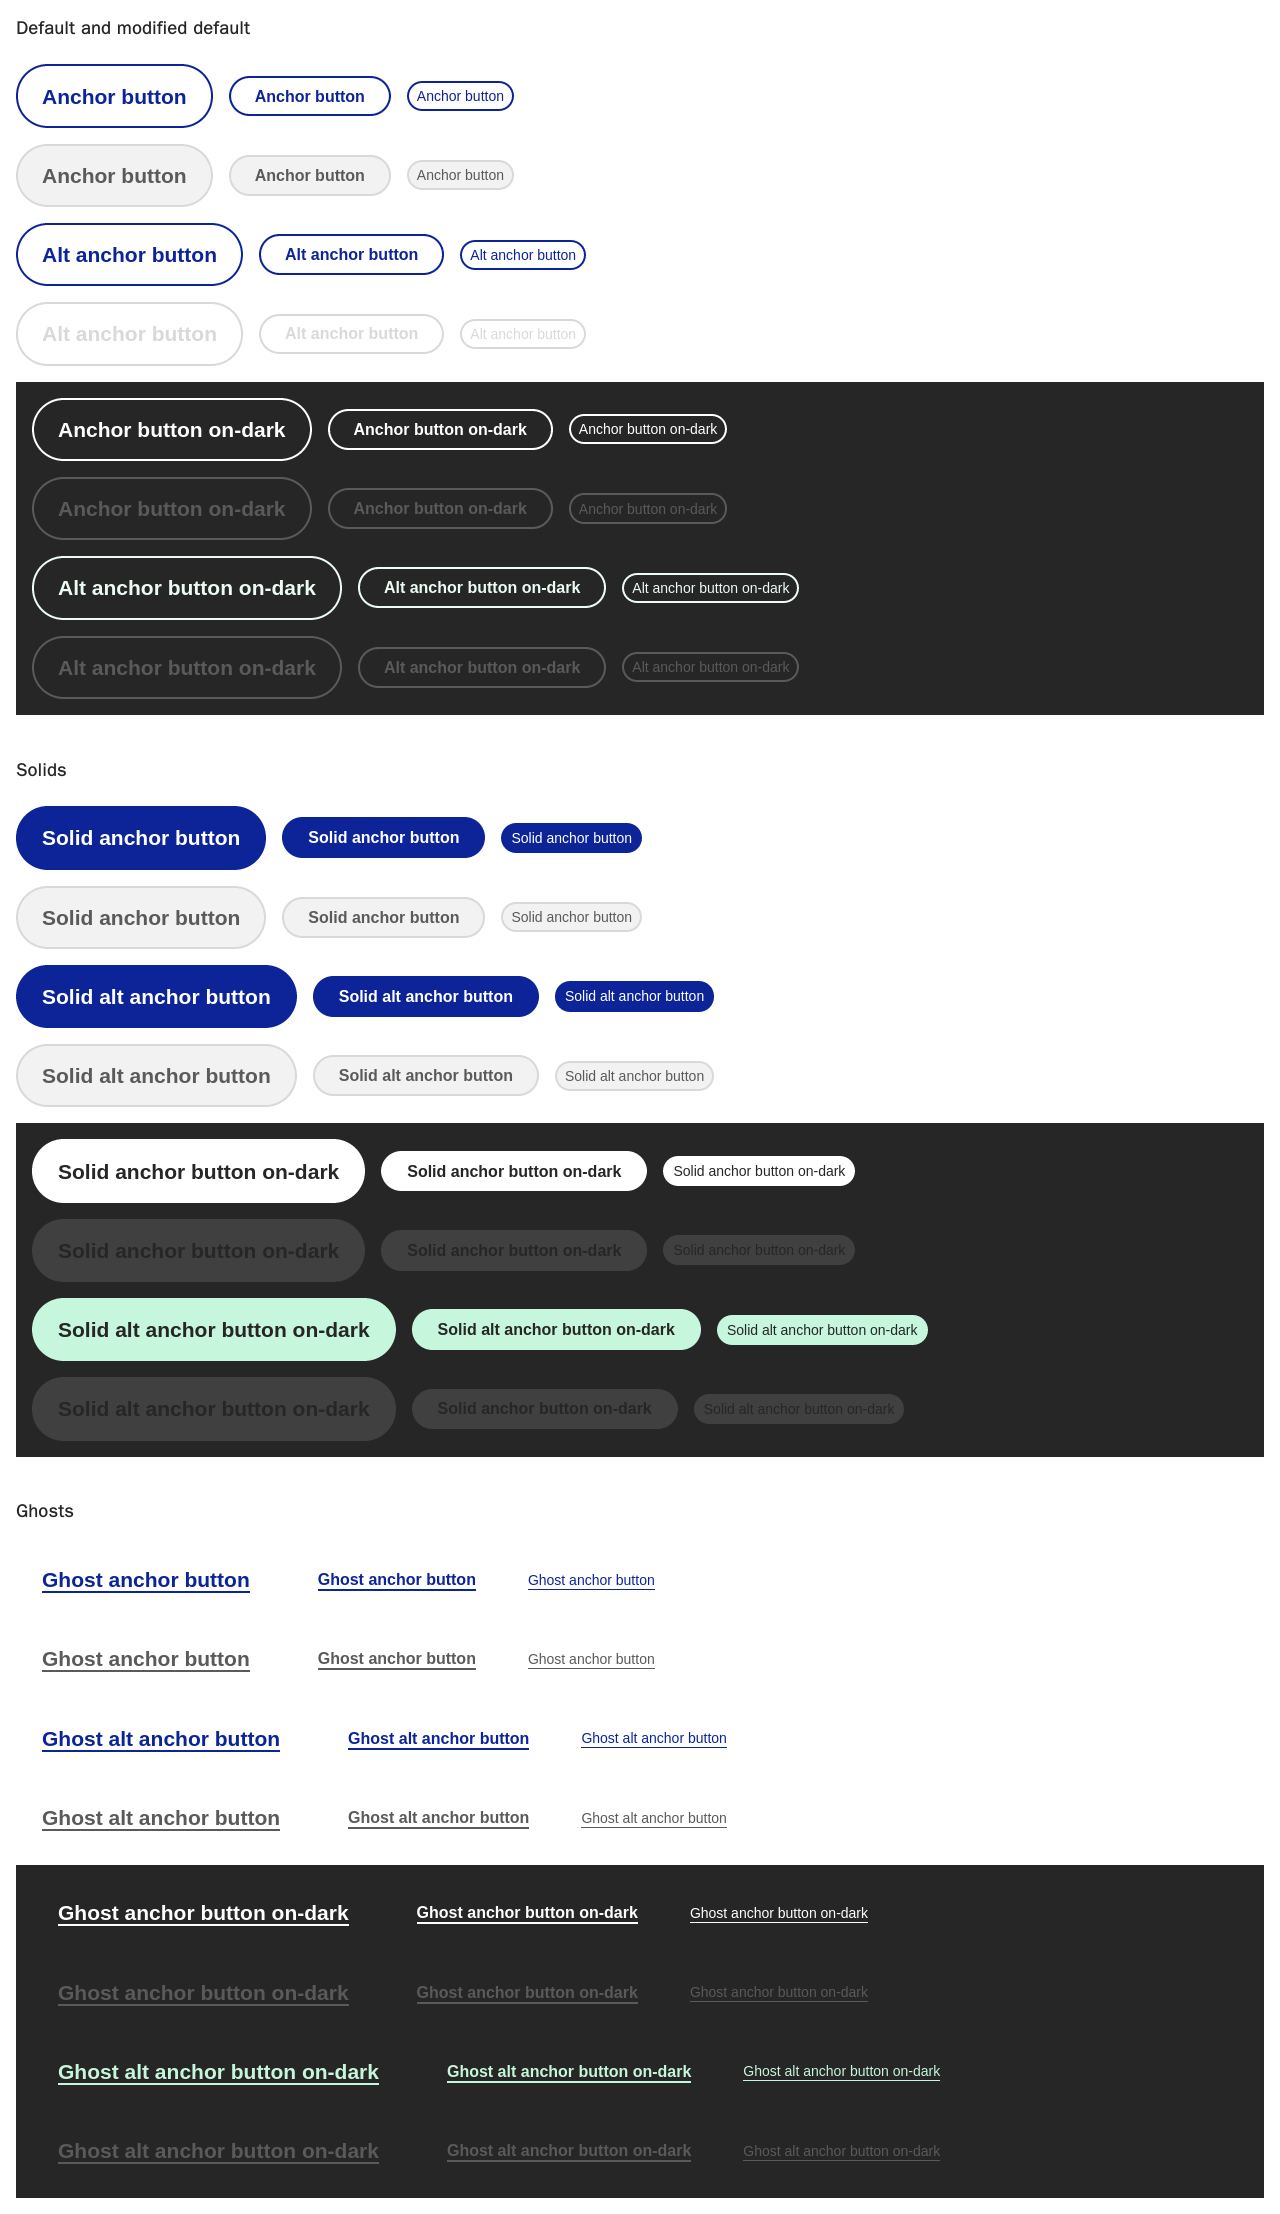 Default and modified default
Anchor button Anchor button Anchor button
Anchor button Anchor button Anchor button
Alt anchor button Alt anchor button Alt anchor button
Alt anchor button Alt anchor button Alt anchor button
Anchor button on-dark Anchor button on-dark Anchor button on-dark
Anchor button on-dark Anchor button on-dark Anchor button on-dark
Alt anchor button on-dark Alt anchor button on-dark Alt anchor button on-dark
Alt anchor button on-dark Alt anchor button on-dark Alt anchor button on-dark
Solids
Solid anchor button Solid anchor button Solid anchor button
Solid anchor button Solid anchor button Solid anchor button
Solid alt anchor button Solid alt anchor button Solid alt anchor button
Solid alt anchor button Solid alt anchor button Solid alt anchor button
Solid anchor button on-dark Solid anchor button on-dark Solid anchor button on-dark
Solid anchor button on-dark Solid anchor button on-dark Solid anchor button on-dark
Solid alt anchor button on-dark Solid alt anchor button on-dark Solid alt anchor button on-dark
Solid alt anchor button on-dark Solid anchor button on-dark Solid alt anchor button on-dark
Ghosts
Ghost anchor button Ghost anchor button Ghost anchor button
Ghost anchor button Ghost anchor button Ghost anchor button
Ghost alt anchor button Ghost alt anchor button Ghost alt anchor button
Ghost alt anchor button Ghost alt anchor button Ghost alt anchor button
Ghost anchor button on-dark Ghost anchor button on-dark Ghost anchor button on-dark
Ghost anchor button on-dark Ghost anchor button on-dark Ghost anchor button on-dark
Ghost alt anchor button on-dark Ghost alt anchor button on-dark Ghost alt anchor button on-dark
Ghost alt anchor button on-dark Ghost alt anchor button on-dark Ghost alt anchor button on-dark